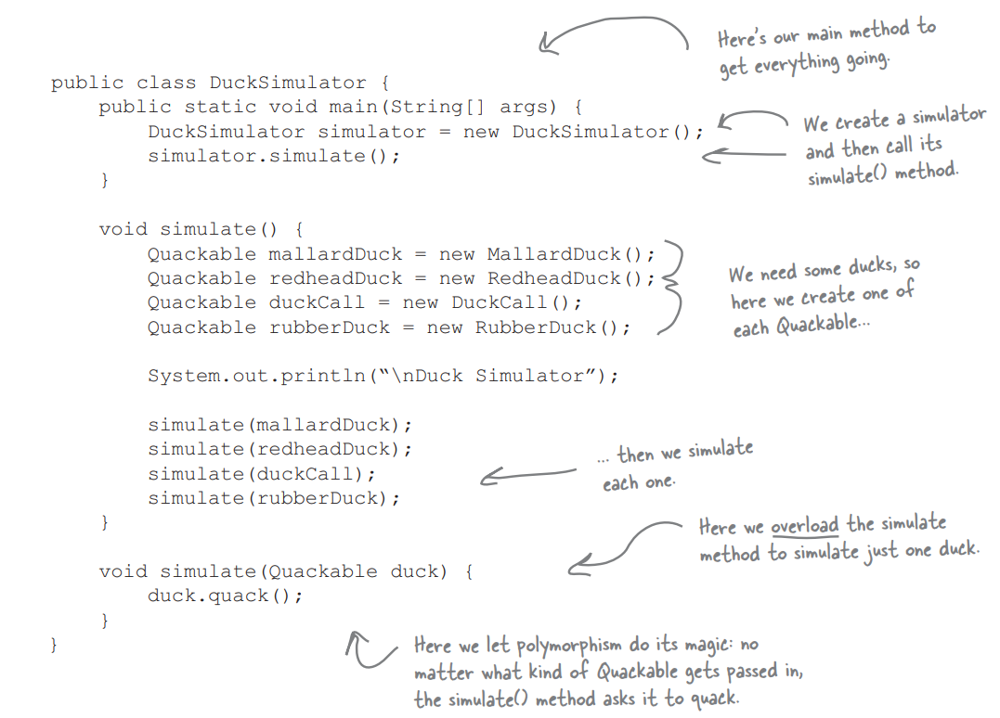 Here's our main method to
get everything going.
public class DuckSimulator {
    public static void main(String[] args) {
        DuckSimulator simulator = new DuckSimulator();
        simulator.simulate();
    }
We create a simulator
and then call its
simulate() method.
    void simulate() {
        Quackable mallardDuck = new MallardDuck();
        Quackable redheadDuck = new RedheadDuck();
        Quackable duckCall = new DuckCall();
        Quackable rubberDuck = new RubberDuck();
We need some ducks, so
here we create one of
each Quackable...
        System.out.println(“\nDuck Simulator”);
        simulate(mallardDuck);
        simulate(redheadDuck);
        simulate(duckCall);
        simulate(rubberDuck);
    }
... then we simulate
each one.
Here we overload the simulate
method to simulate just one duck.
    void simulate(Quackable duck) {
        duck.quack();
    }
}
Here we let polymorphism do its magic: no
matter what kind of Quackable gets passed in,
the simulate() method asks it to quack.